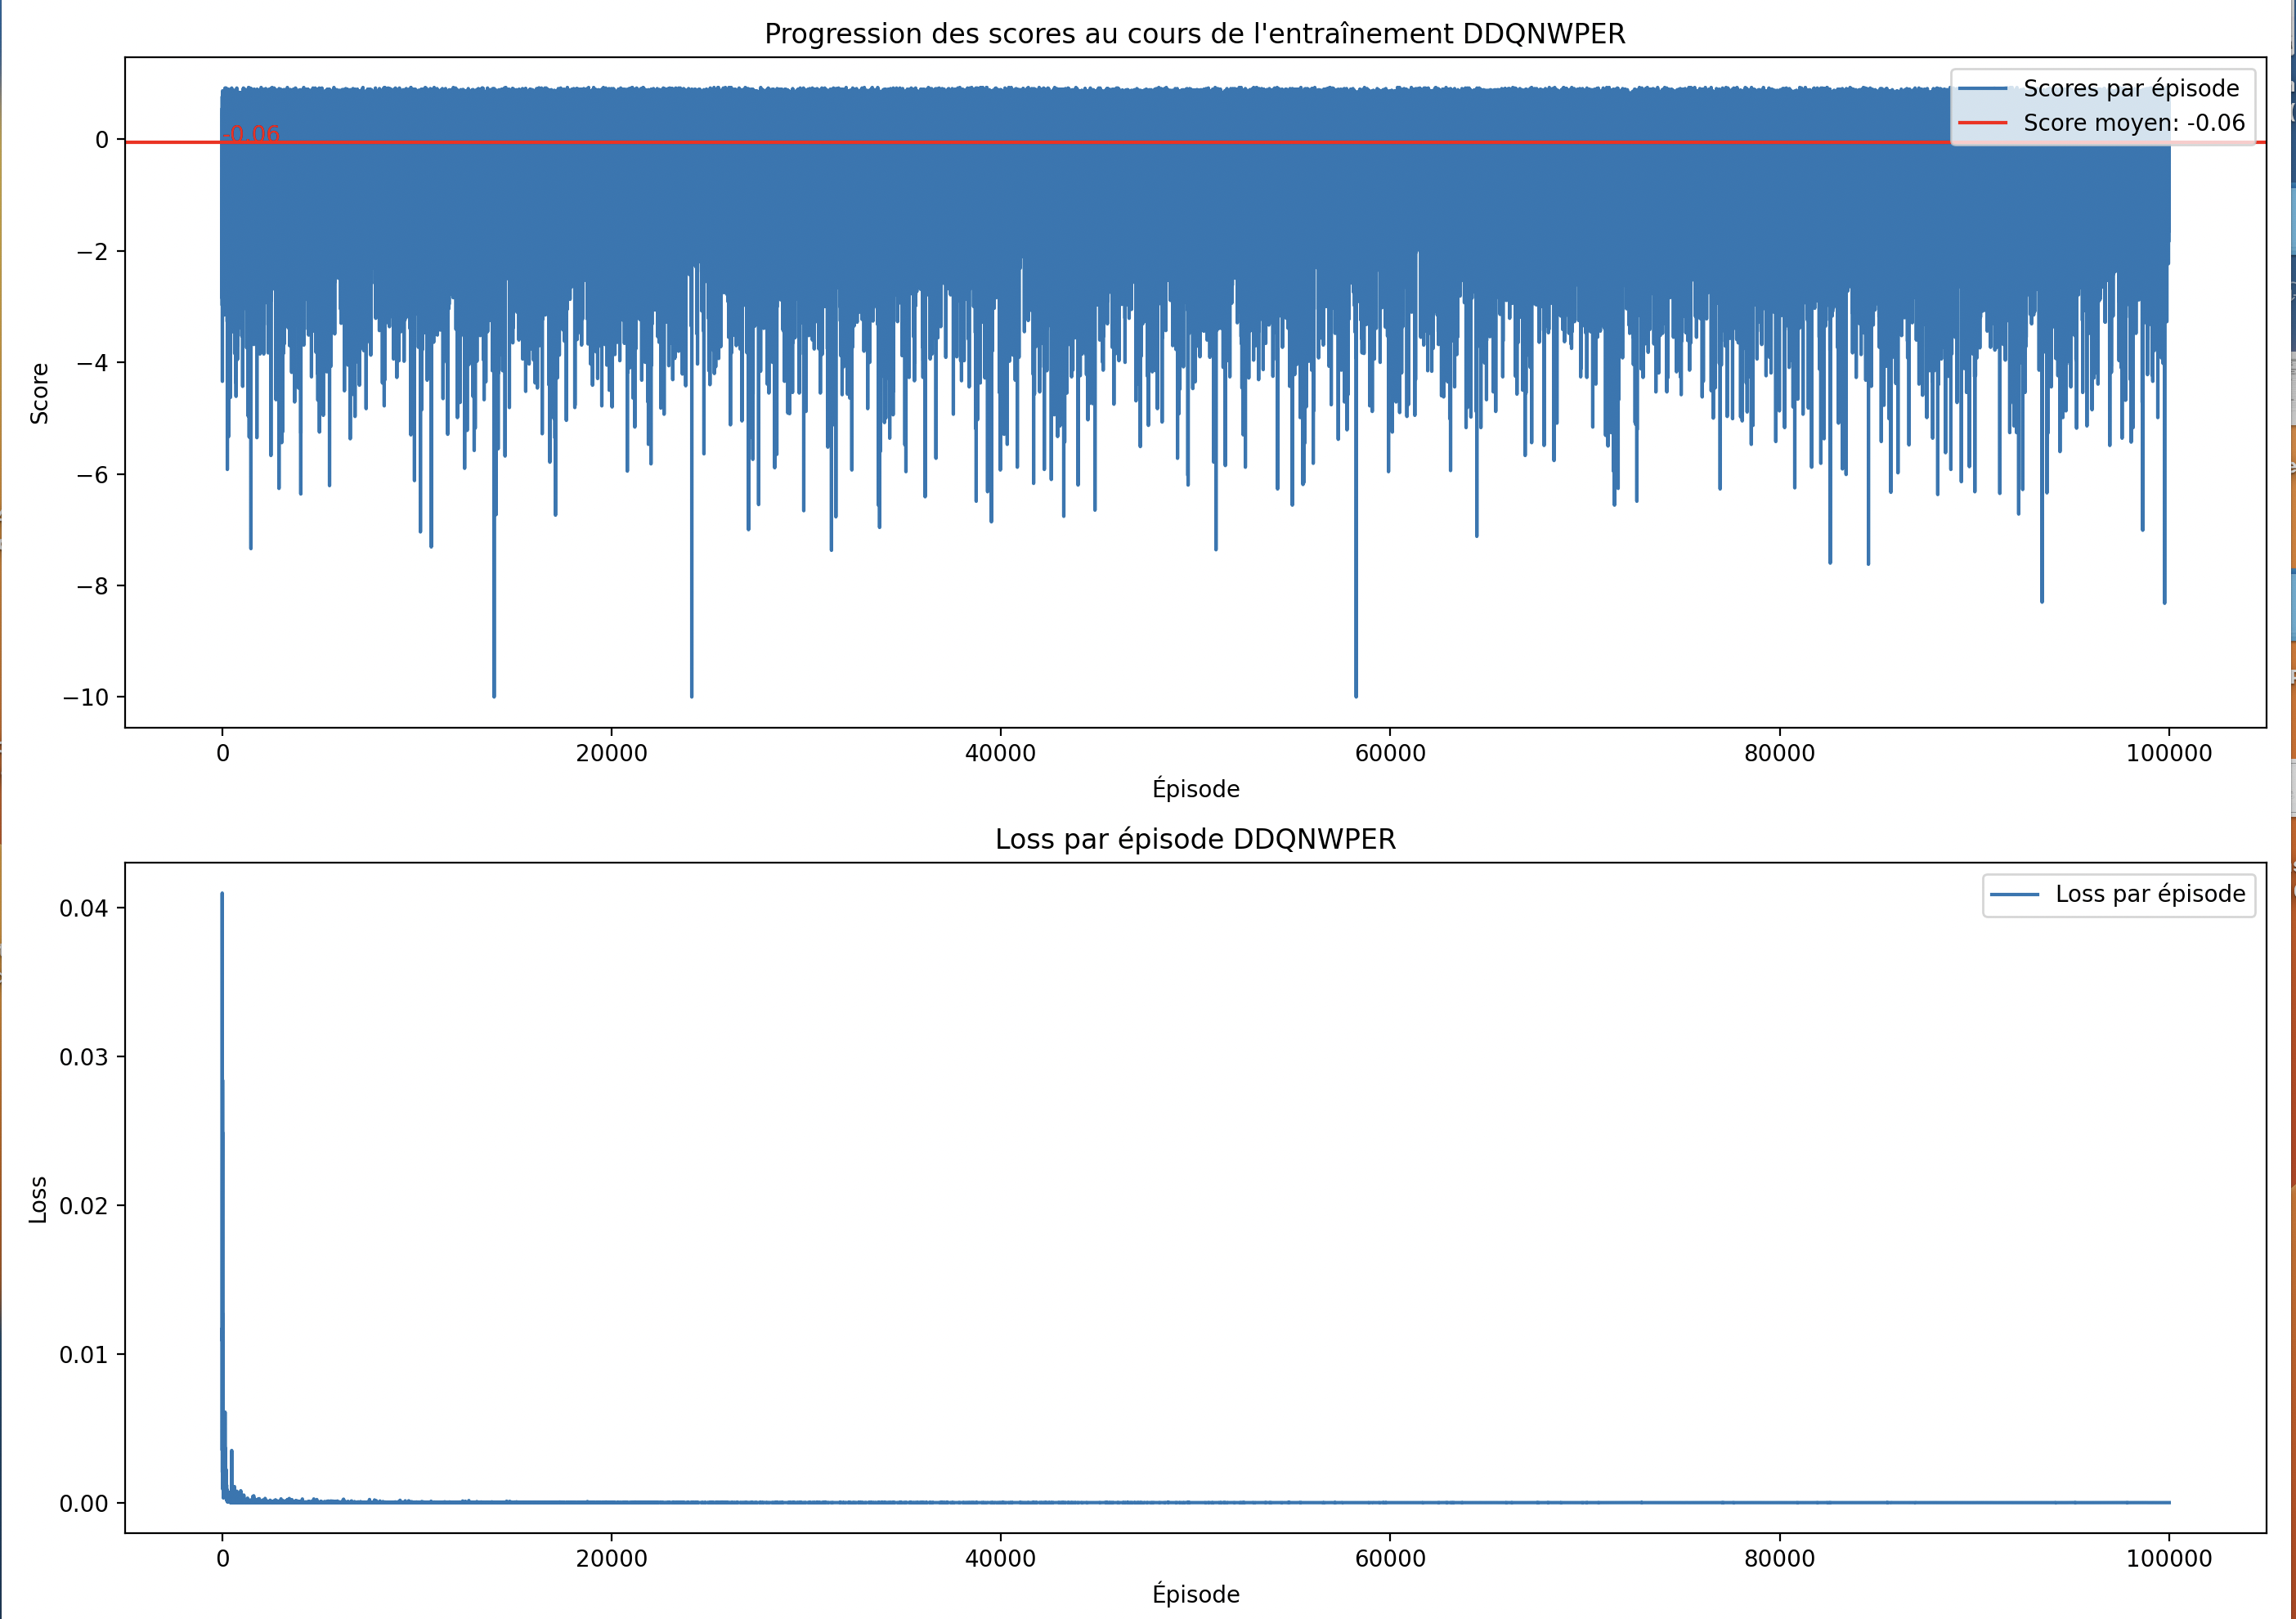 Progression des scores au cours de l'entraînement DDQNWPER
Scores par épisode
Score moyen: -0.06
-0.06
0
−2
−4
−6
−8
−10
Score
0
20000
40000
60000
80000
100000
Épisode
Loss par épisode DDQNWPER
Loss par épisode
0.04
0.03
0.02
0.01
0.00
Loss
0
20000
40000
60000
80000
100000
Épisode